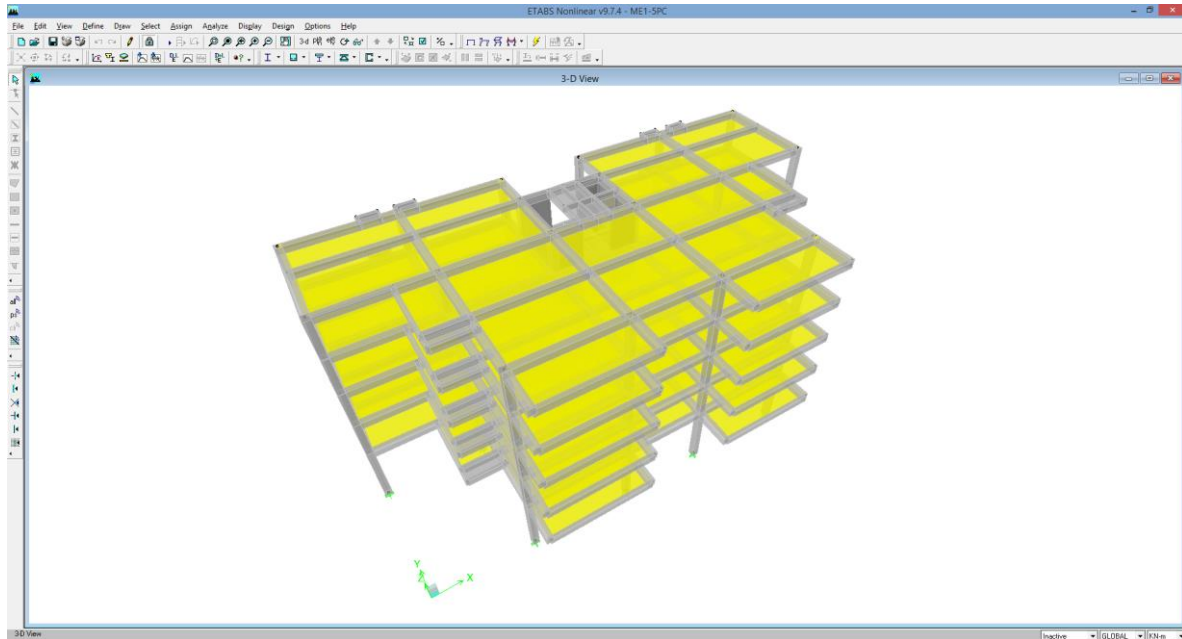 ETABS Nonlinear v9.7.4 - ME1-5PC
File Edit View Define Draw Select Assign Analyze Display Design Options Help
3-D View
Y
Z X
3-D View Inactive GLOBAL KN-m